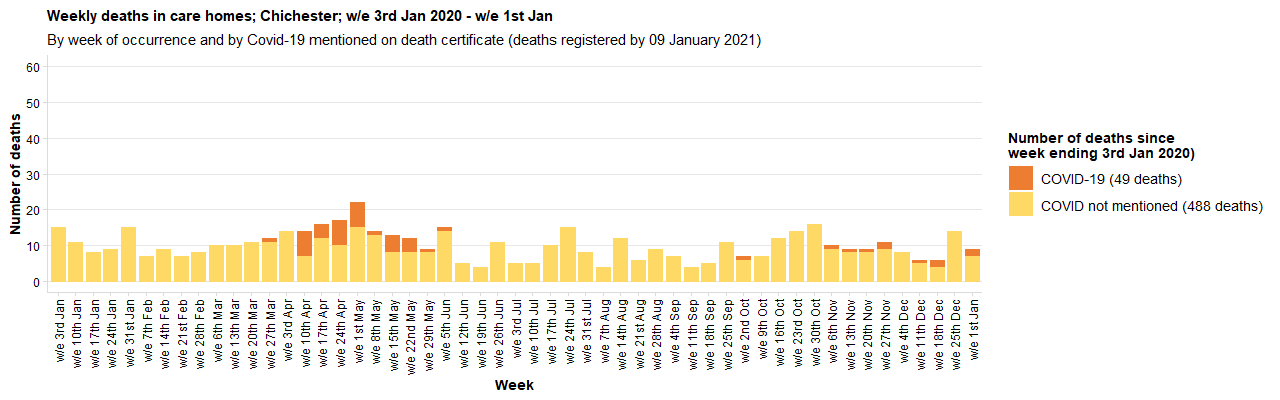 Weekly deaths in care homes; Chichester; w/e 3rd Jan 2020 - w/e 1st Jan
By week of occurrence and by Covid-19 mentioned on death certificate (deaths registered by 09 January 2021)
Number of deaths
60
50
40
30
20
10
0
w/e 3rd Jan
w/e 10th Jan
w/e 17th Jan
w/e 24th Jan
w/e 31st Jan
w/e 7th Feb
w/e 14th Feb
w/e 21st Feb
w/e 28th Feb
w/e 6th Mar
w/e 13th Mar
w/e 20th Mar
w/e 27th Mar
w/e 3rd Apr
w/e 10th Apr
w/e 17th Apr
w/e 24th Apr
w/e 1st May
w/e 8th May
w/e 15th May
w/e 22nd May
w/e 29th May
w/e 5th Jun
w/e 12th Jun
w/e 19th Jun
w/e 26th Jun
w/e 3rd Jul
w/e 10th Jul
w/e 17th Jul
w/e 24th Jul
w/e 31st Jul
w/e 7th Aug
w/e 14th Aug
w/e 21st Aug
w/e 28th Aug
w/e 4th Sep
w/e 11th Sep
w/e 18th Sep
w/e 25th Sep
w/e 2nd Oct
w/e 9th Oct
w/e 16th Oct
w/e 23rd Oct
w/e 30th Oct
w/e 6th Nov
w/e 13th Nov
w/e 20th Nov
w/e 27th Nov
w/e 4th Dec
w/e 11th Dec
w/e 18th Dec
w/e 25th Dec
w/e 1st Jan
Week
Number of deaths since
week ending 3rd Jan 2020)
COVID-19 (49 deaths)
COVID not mentioned (488 deaths)